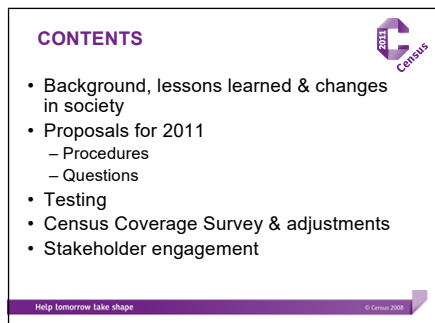 CONTENTS
2011
Census
• Background, lessons learned & changes
in society
• Proposals for 2011
– Procedures
– Questions
• Testing
• Census Coverage Survey & adjustments
• Stakeholder engagement
Help tomorrow take shape
© Census 2008